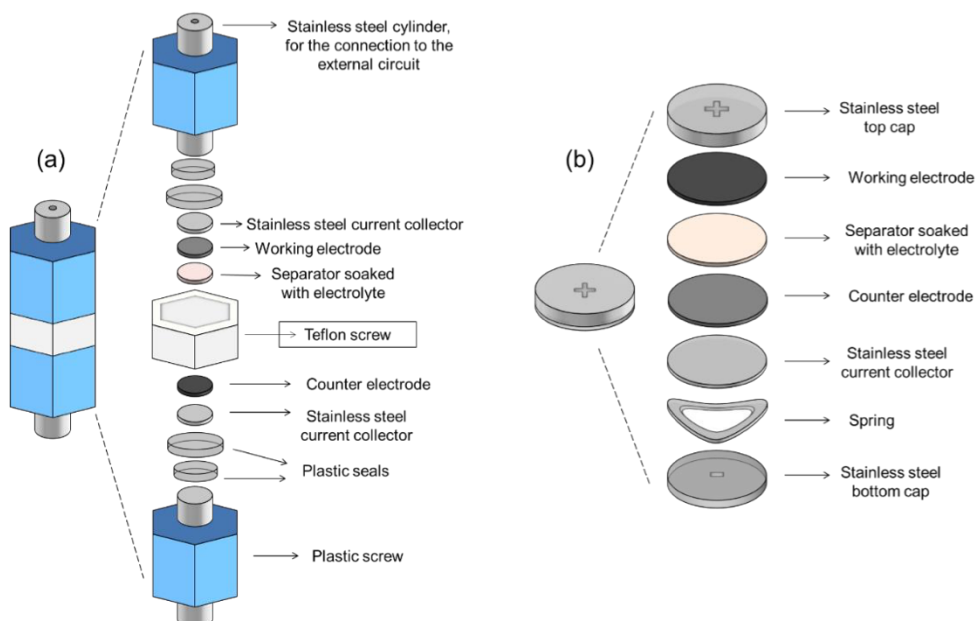 (a)
Stainless steel cylinder,
for the connection to the
external circuit
Stainless steel current collector
Working electrode
Separator soaked
with electrolyte
Teflon screw
Counter electrode
Stainless steel
current collector
Plastic seals
Plastic screw
(b)
Stainless steel
top cap
Working electrode
Separator soaked
with electrolyte
Counter electrode
Stainless steel
current collector
Spring
Stainless steel
bottom cap